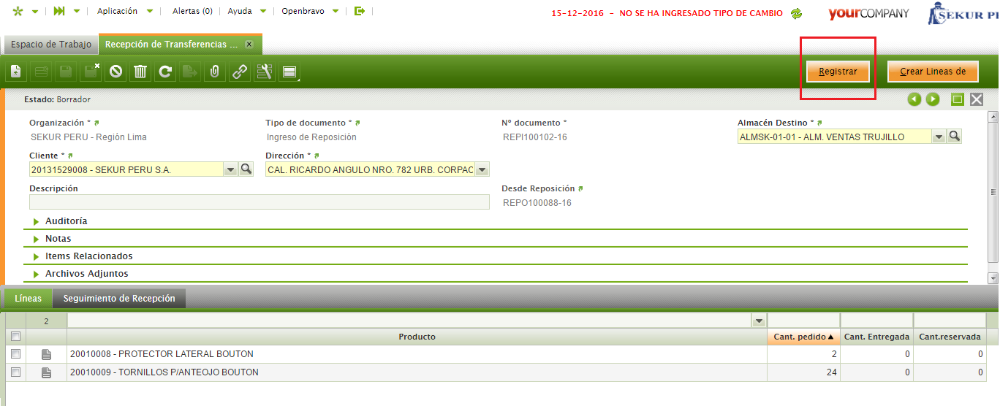 Aplicación Alertas (0) Ayuda Openbravo 15-12-2016 - NO SE HA INGRESADO TIPO DE CAMBIO yourCOMPANY SEKUR PE
Espacio de Trabajo Recepción de Transferencias ...
Registrar Crear Lineas de
Estado: Borrador
Organización * Tipo de documento * Nº documento * Almacén Destino *
SEKUR PERU - Región Lima Ingreso de Reposición REPI100102-16 ALMSK-01-01 - ALM. VENTAS TRUJILLO
Cliente * Dirección *
20131529008 - SEKUR PERU S.A. CAL. RICARDO ANGULO NRO. 782 URB. CORPAC
Descripción Desde Reposición
REPO100088-16
Auditoría
Notas
Items Relacionados
Archivos Adjuntos
Líneas Seguimiento de Recepción
2
Producto Cant. pedido Cant. Entregada Cant.reservada
20010008 - PROTECTOR LATERAL BOUTON 2 0 0
20010009 - TORNILLOS P/ANTEOJO BOUTON 24 0 0